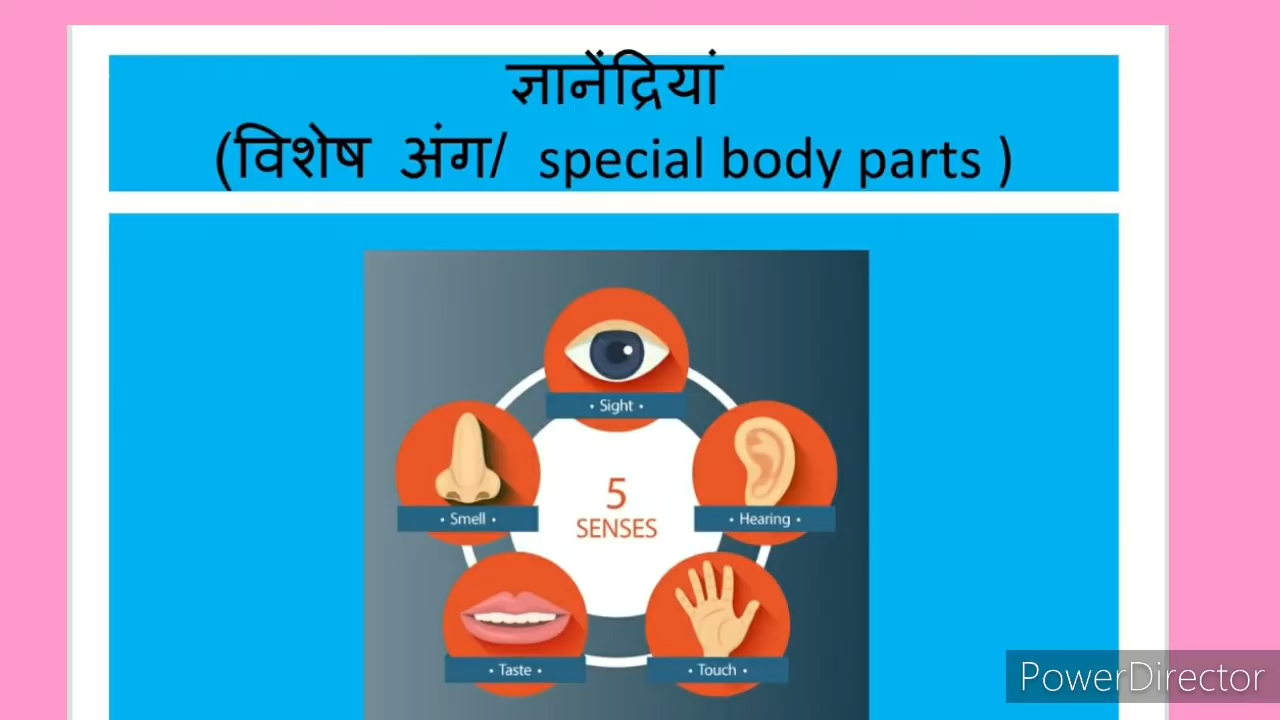 ज्ञानेंद्रियां
(विशेष अंग/ special body parts )
• Sight •
• Smell •
• Hearing •
5
SENSES
• Taste •
• Touch •
PowerDirector